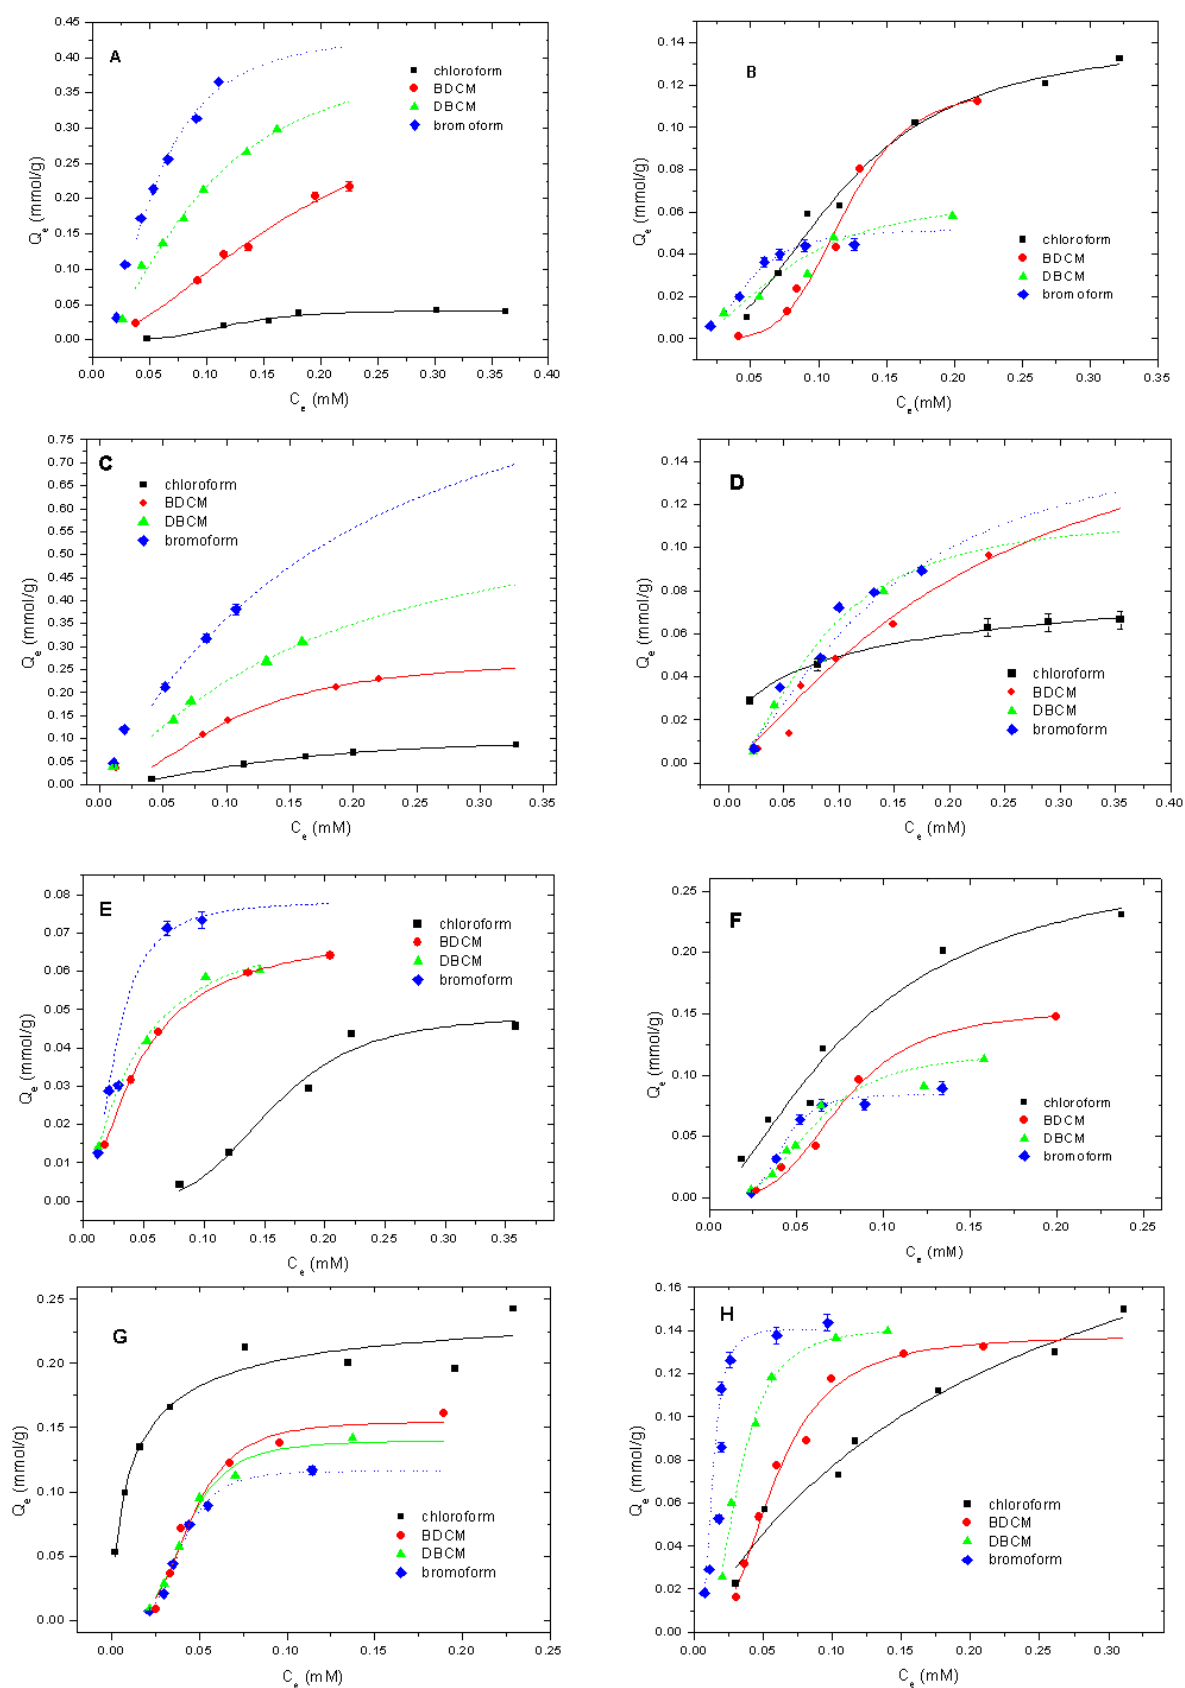 A
chloroform
BDCM
DBCM
bromoform
0.45
0.40
0.35
0.30
0.25
0.20
0.15
0.10
0.05
0.00
Qe (mmol/g)
0.00 0.05 0.10 0.15 0.20 0.25 0.30 0.35 0.40
Ce (mM)
B
chloroform
BDCM
DBCM
bromoform
0.14
0.12
0.10
0.08
0.06
0.04
0.02
0.00
Qe (mmol/g)
0.05 0.10 0.15 0.20 0.25 0.30 0.35
Ce (mM)
C
chloroform
BDCM
DBCM
bromoform
0.75
0.70
0.65
0.60
0.55
0.50
0.45
0.40
0.35
0.30
0.25
0.20
0.15
0.10
0.05
0.00
Qe (mmol/g)
0.00 0.05 0.10 0.15 0.20 0.25 0.30 0.35
Ce (mM)
D
chloroform
BDCM
DBCM
bromoform
0.14
0.12
0.10
0.08
0.06
0.04
0.02
0.00
Qe (mmol/g)
0.00 0.05 0.10 0.15 0.20 0.25 0.30 0.35 0.40
Ce (mM)
E
chloroform
BDCM
DBCM
bromoform
0.08
0.07
0.06
0.05
0.04
0.03
0.02
0.01
0.00
Qe (mmol/g)
0.00 0.05 0.10 0.15 0.20 0.25 0.30 0.35
Ce (mM)
F
chloroform
BDCM
DBCM
bromoform
0.25
0.20
0.15
0.10
0.05
0.00
Qe (mmol/g)
0.00 0.05 0.10 0.15 0.20 0.25
Ce (mM)
G
chloroform
BDCM
DBCM
bromoform
0.25
0.20
0.15
0.10
0.05
0.00
Qe (mmol/g)
0.00 0.05 0.10 0.15 0.20 0.25
Ce (mM)
H
chloroform
BDCM
DBCM
bromoform
0.16
0.14
0.12
0.10
0.08
0.06
0.04
0.02
0.00
Qe (mmol/g)
0.00 0.05 0.10 0.15 0.20 0.25 0.30
Ce (mM)